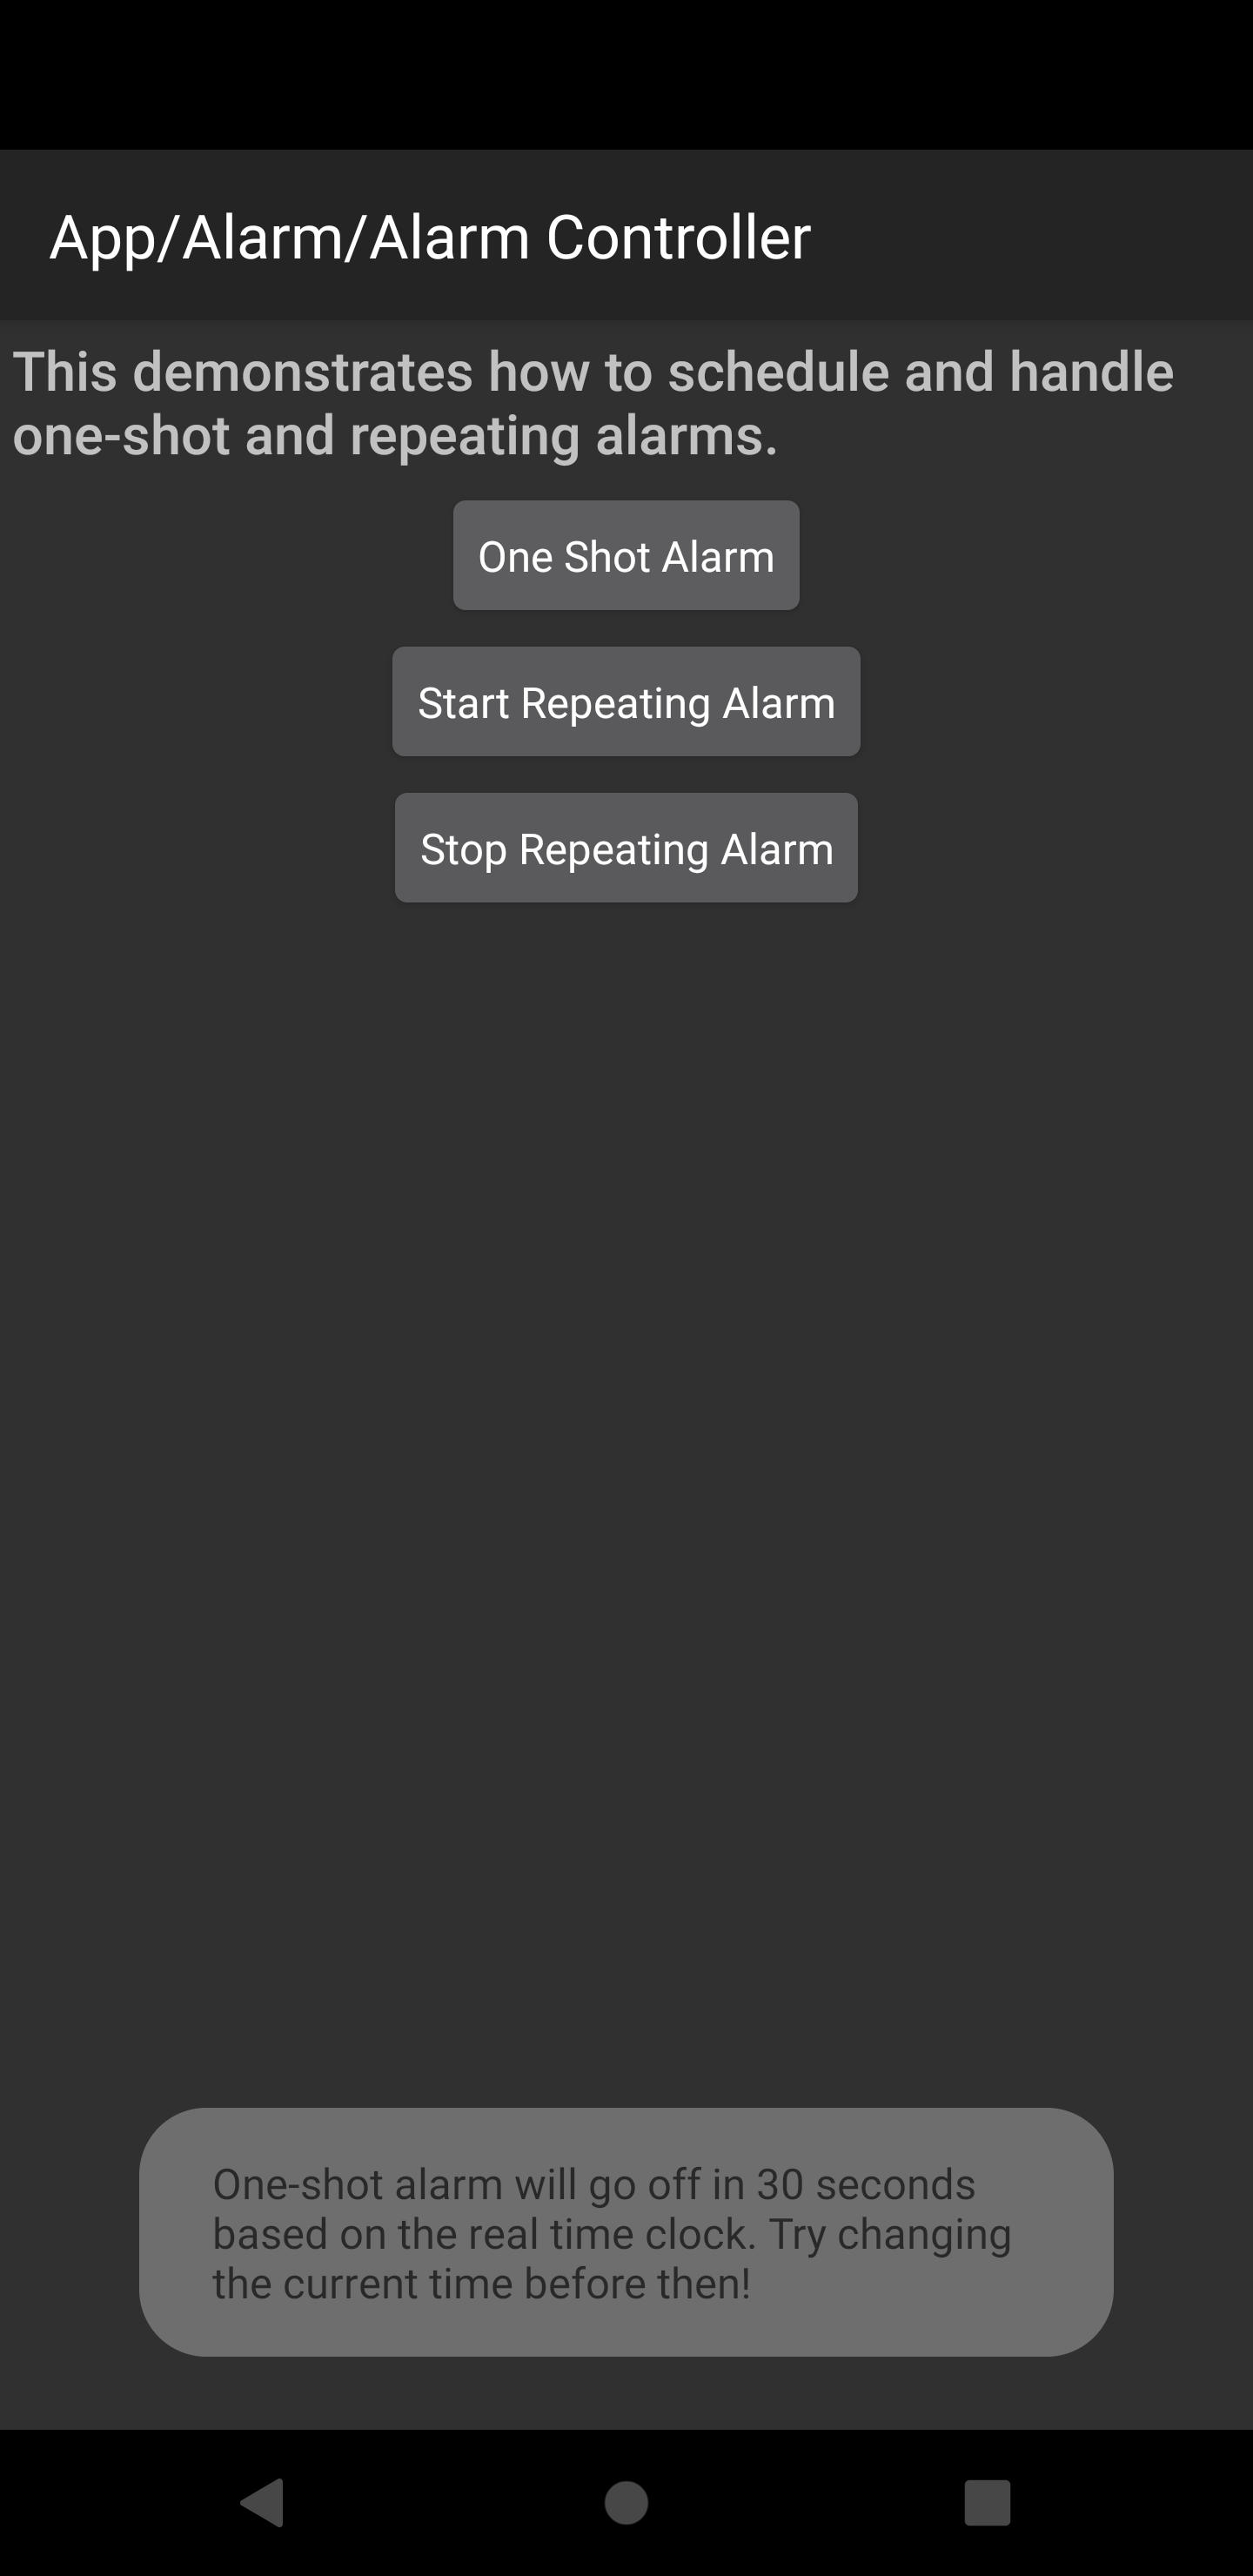 App/Alarm/Alarm Controller
This demonstrates how to schedule and handle
one-shot and repeating alarms.
One Shot Alarm
Start Repeating Alarm
Stop Repeating Alarm
One-shot alarm will go off in 30 seconds
based on the real time clock. Try changing
the current time before then!